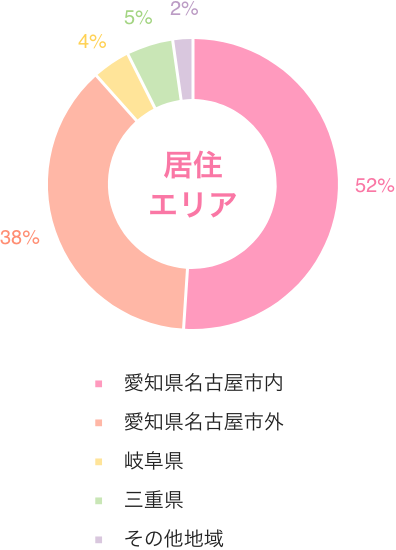 2%
5%
4%
居住
エリア
52%
38%
愛知県名古屋市内
愛知県名古屋市外
岐阜県
三重県
その他地域